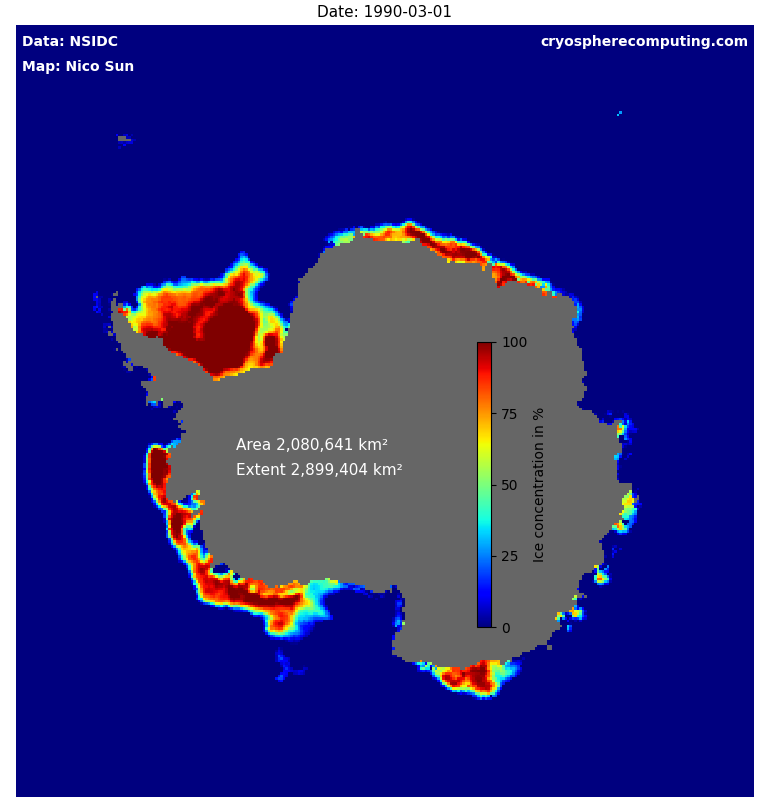 Date: 1990-03-01
Data: NSIDC
cryospherecomputing.com
Map: Nico Sun
100
75
50
25
0
Ice concentration in %
Area 2,080,641 km²
Extent 2,899,404 km²